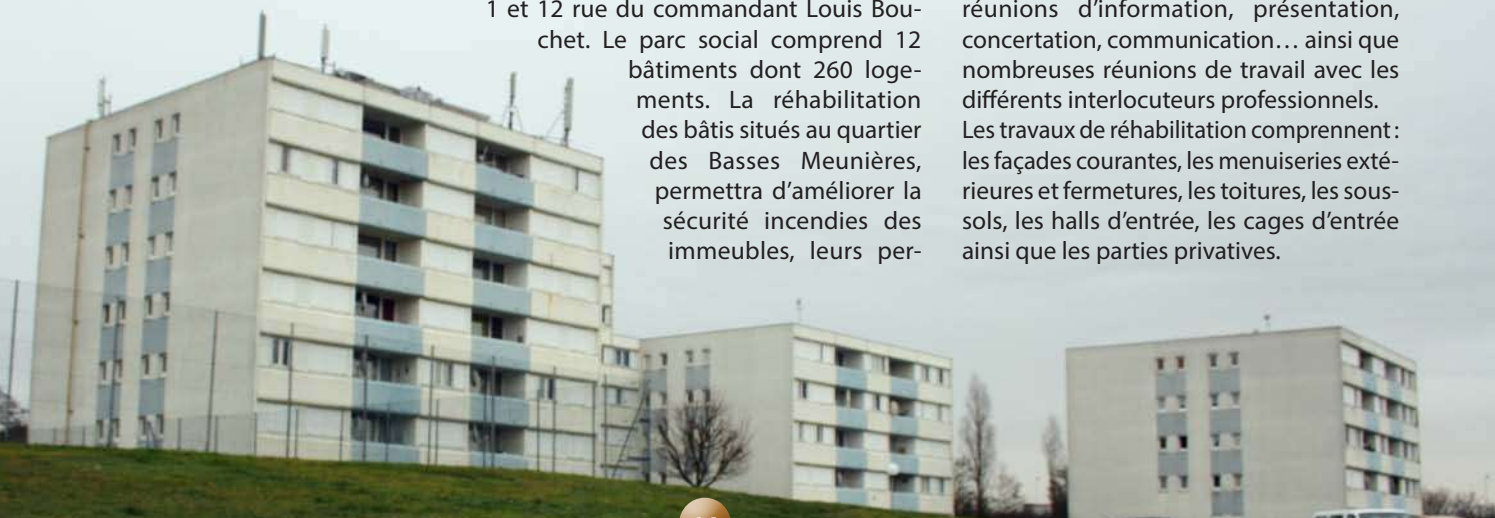 1 et 12 rue du commandant Louis Bou-
chet. Le parc social comprend 12
bâtiments dont 260 loge-
ments. La réhabilitation
des bâtis situés au quartier
des Basses Meunières,
permettra d'améliorer la
sécurité incendies des
immeubles, leurs per-
réunions d'information, présentation,
concertation, communication… ainsi que
nombreuses réunions de travail avec les
différents interlocuteurs professionnels.
Les travaux de réhabilitation comprennent :
les façades courantes, les menuiseries exté-
rieures et fermetures, les toitures, les sous-
sols, les halls d'entrée, les cages d'entrée
ainsi que les parties privatives.